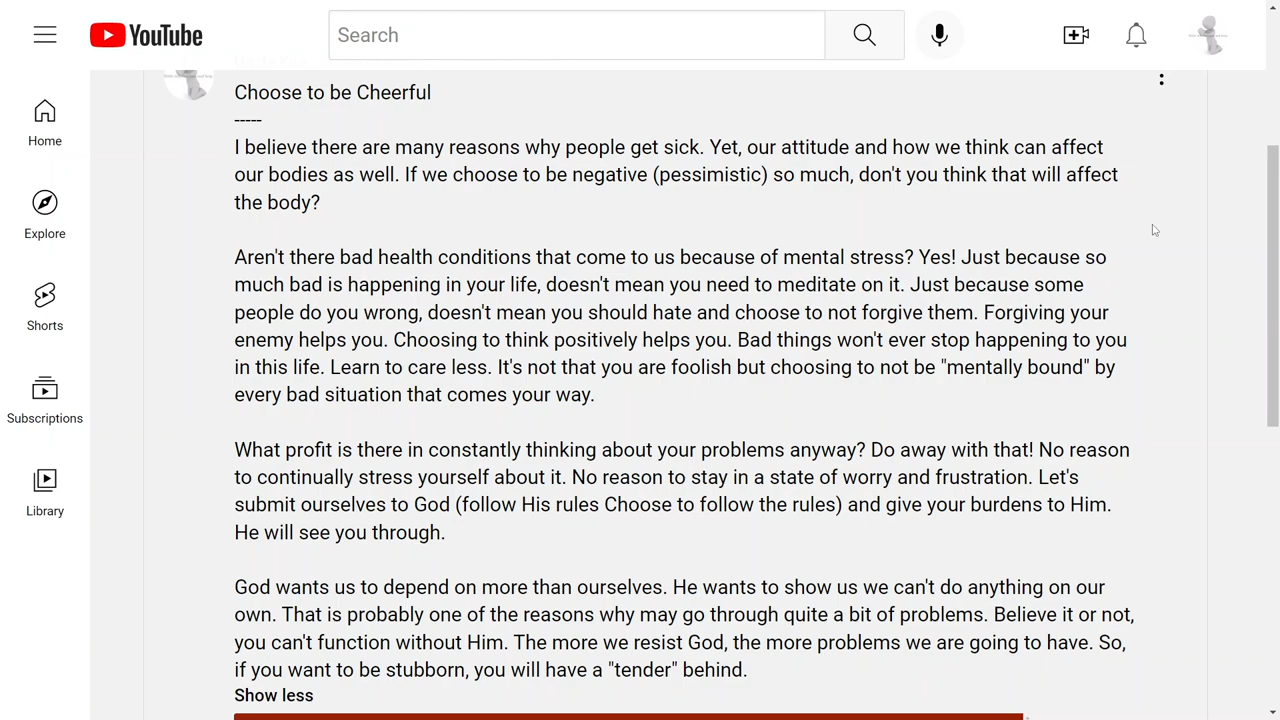 YouTube
Search
Home
Explore
Shorts
Subscriptions
Library
Choose to be Cheerful
-----
I believe there are many reasons why people get sick. Yet, our attitude and how we think can affect
our bodies as well. If we choose to be negative (pessimistic) so much, don't you think that will affect
the body?
Aren't there bad health conditions that come to us because of mental stress? Yes! Just because so
much bad is happening in your life, doesn't mean you need to meditate on it. Just because some
people do you wrong, doesn't mean you should hate and choose to not forgive them. Forgiving your
enemy helps you. Choosing to think positively helps you. Bad things won't ever stop happening to you
in this life. Learn to care less. It's not that you are foolish but choosing to not be "mentally bound" by
every bad situation that comes your way.
What profit is there in constantly thinking about your problems anyway? Do away with that! No reason
to continually stress yourself about it. No reason to stay in a state of worry and frustration. Let's
submit ourselves to God (follow His rules Choose to follow the rules) and give your burdens to Him.
He will see you through.
God wants us to depend on more than ourselves. He wants to show us we can't do anything on our
own. That is probably one of the reasons why may go through quite a bit of problems. Believe it or not,
you can't function without Him. The more we resist God, the more problems we are going to have. So,
if you want to be stubborn, you will have a "tender" behind.
Show less